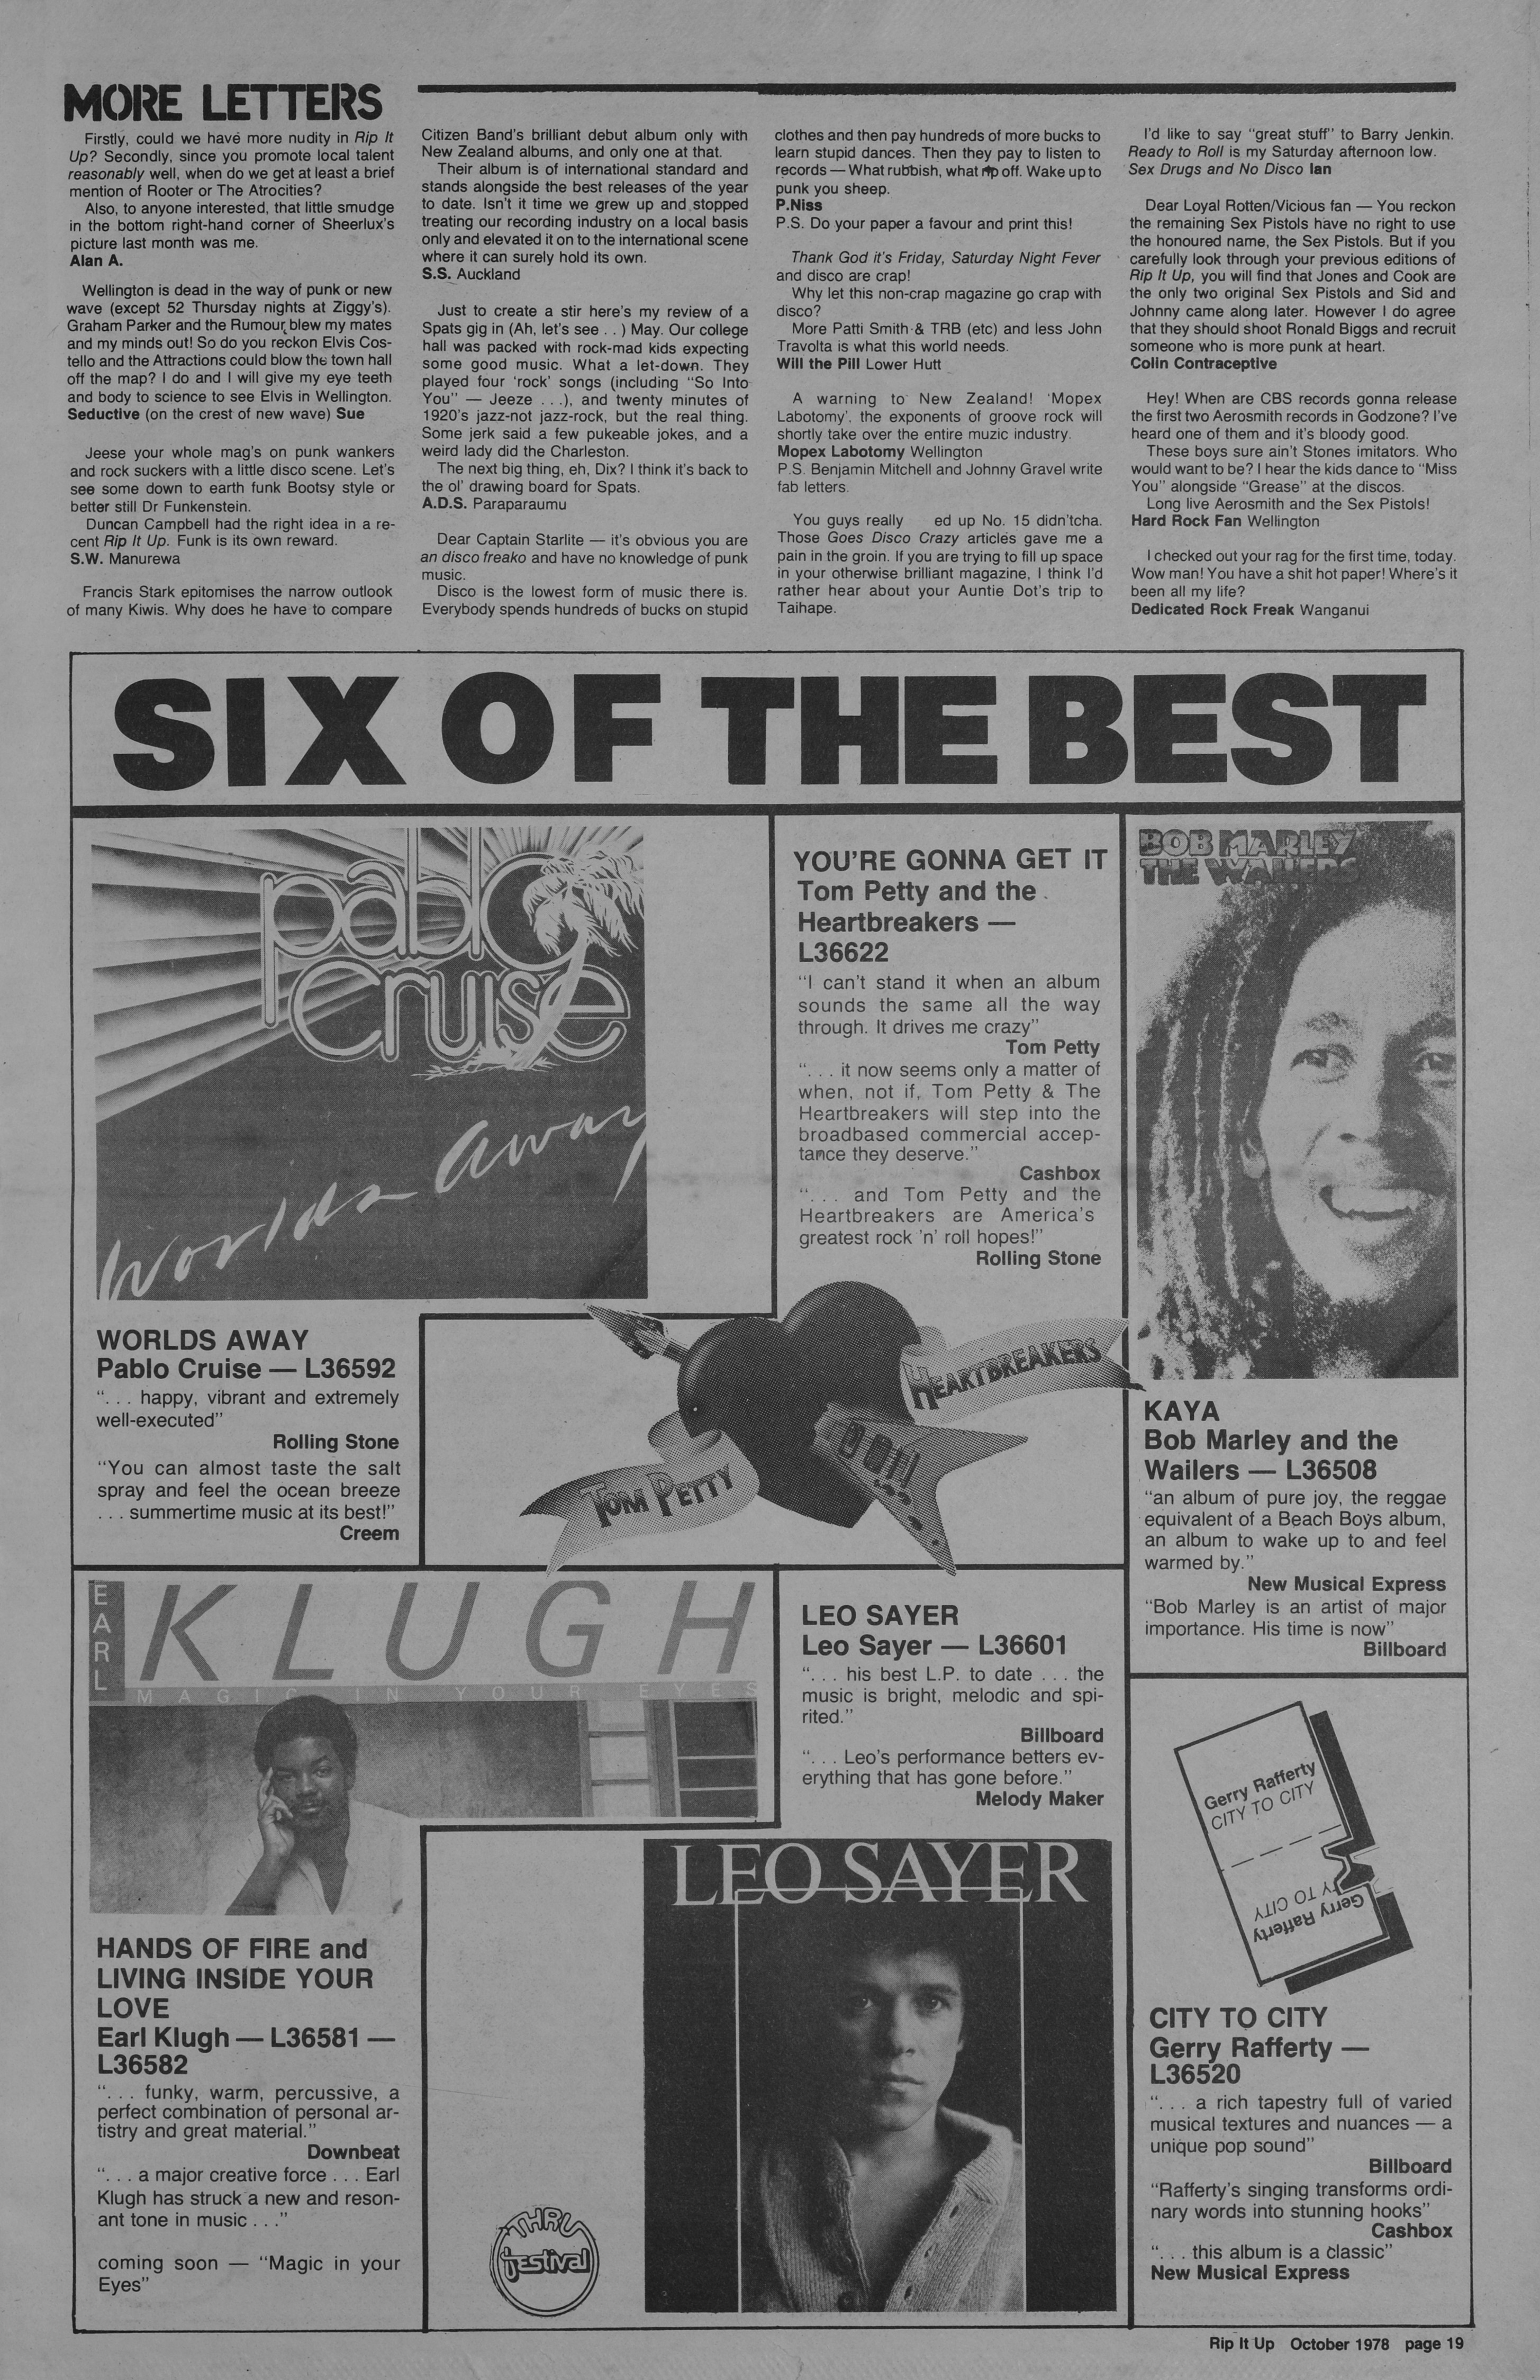 MORE LETTERS
Firstly, could we have more nudity in Rip It
Up? Secondly, since you promote local talent
reasonably well, when do we get at least a brief
mention of Rooter or The Atrocities?
Also, to anyone interested, that little smudge
in the bottom right-hand corner of Sheerlux's
picture last month was me.
Alan A.
Wellington is dead in the way of punk or new
wave (except 52 Thursday nights at Ziggy's).
Graham Parker and the Rumour blew my mates
and my minds out! So do you reckon Elvis Cos-
tello and the Attractions could blow the town hall
off the map? I do and I will give my eye teeth
and body to science to see Elvis in Wellington.
Seductive (on the crest of new wave) Sue
Jeese your whole mag's on punk wankers
and rock suckers with a little disco scene. Let's
see some down to earth funk Bootsy style or
better still Dr Funkenstein.
Duncan Campbell had the right idea in a re-
cent Rip It Up. Funk is its own reward.
S.W. Manurewa
Francis Stark epitomises the narrow outlook
of many Kiwis. Why does he have to compare
Citizen Band's brilliant debut album only with
New Zealand albums, and only one at that.
Their album is of international standard and
stands alongside the best releases of the year
to date. Isn't it time we grew up and stopped
treating our recording industry on a local basis
only and elevated it on to the international scene
where it can surely hold its own.
S.S. Auckland
Just to create a stir here's my review of a
Spats gig in (Ah, let's see . . ) May. Our college
hall was packed with rock-mad kids expecting
some good music. What a let-down. They
played four 'rock' songs (including "So Into
You" — Jeeze . . .), and twenty minutes of
1920's jazz-not jazz-rock, but the real thing.
Some jerk said a few pukeable jokes, and a
weird lady did the Charleston.
The next big thing, eh, Dix? I think it's back to
the ol' drawing board for Spats.
A.D.S. Paraparaumu
Dear Captain Starlite — it's obvious you are
an disco freako and have no knowledge of punk
music.
Disco is the lowest form of music there is.
Everybody spends hundreds of bucks on stupid
clothes and then pay hundreds of more bucks to
learn stupid dances. Then they pay to listen to
records — What rubbish, what rip off. Wake up to
punk you sheep.
P.Niss
P.S. Do your paper a favour and print this!
Thank God it's Friday, Saturday Night Fever
and disco are crap!
Why let this non-crap magazine go crap with
disco?
More Patti Smith & TRB (etc) and less John
Travolta is what this world needs.
Will the Pill Lower Hutt
A warning to New Zealand! 'Mopex
Labotomy', the exponents of groove rock will
shortly take over the entire muzic industry.
Mopex Labotomy Wellington
P.S. Benjamin Mitchell and Johnny Gravel write
fab letters.
You guys really ed up No. 15 didn'tcha.
Those Goes Disco Crazy articles gave me a
pain in the groin. If you are trying to fill up space
in your otherwise brilliant magazine, I think I'd
rather hear about your Auntie Dot's trip to
Taihape.
I'd like to say "great stuff" to Barry Jenkin.
Ready to Roll is my Saturday afternoon low.
Sex Drugs and No Disco Ian
Dear Loyal Rotten/Vicious fan — You reckon
the remaining Sex Pistols have no right to use
the honoured name, the Sex Pistols. But if you
carefully look through your previous editions of
Rip It Up, you will find that Jones and Cook are
the only two original Sex Pistols and Sid and
Johnny came along later. However I do agree
that they should shoot Ronald Biggs and recruit
someone who is more punk at heart.
Colin Contraceptive
Hey! When are CBS records gonna release
the first two Aerosmith records in Godzone? I've
heard one of them and it's bloody good.
These boys sure ain't Stones imitators. Who
would want to be? I hear the kids dance to "Miss
You" alongside "Grease" at the discos.
Long live Aerosmith and the Sex Pistols!
Hard Rock Fan Wellington
I checked out your rag for the first time, today.
Wow man! You have a shit hot paper! Where's it
been all my life?
Dedicated Rock Freak Wanganui
SIX OF THE BEST
pablo
cruise
Worlds Away
WORLDS AWAY
Pablo Cruise — L36592
". . . happy, vibrant and extremely
well-executed"
Rolling Stone
"You can almost taste the salt
spray and feel the ocean breeze
. . . summertime music at its best!"
Creem
YOU'RE GONNA GET IT
Tom Petty and the
Heartbreakers —
L36622
"I can't stand it when an album
sounds the same all the way
through. It drives me crazy"
Tom Petty
". . . it now seems only a matter of
when, not if, Tom Petty & The
Heartbreakers will step into the
broadbased commercial accep-
tance they deserve."
Cashbox
". . . and Tom Petty and the
Heartbreakers are America's
greatest rock 'n' roll hopes!"
Rolling Stone
HEARTBREAKERS
TOM PETTY
BOB MARLEY
THE WAILERS
KAYA
Bob Marley and the
Wailers — L36508
"an album of pure joy, the reggae
equivalent of a Beach Boys album,
an album to wake up to and feel
warmed by."
New Musical Express
"Bob Marley is an artist of major
importance. His time is now"
Billboard
EARL
KLUGH
MAGIC IN YOUR EYES
HANDS OF FIRE and
LIVING INSIDE YOUR
LOVE
Earl Klugh — L36581 —
L36582
". . . funky, warm, percussive, a
perfect combination of personal ar-
tistry and great material."
Downbeat
". . . a major creative force . . . Earl
Klugh has struck a new and reson-
ant tone in music . . ."
coming soon — "Magic in your
Eyes"
LEO SAYER
Leo Sayer — L36601
". . . his best L.P. to date . . . the
music is bright, melodic and spi-
rited."
Billboard
". . . Leo's performance betters ev-
erything that has gone before."
Melody Maker
LEO SAYER
THRU
festival
Gerry Rafferty
CITY TO CITY
TY TO CITY
Gerry Rafferty
CITY TO CITY
Gerry Rafferty —
L36520
". . . a rich tapestry full of varied
musical textures and nuances — a
unique pop sound"
Billboard
"Rafferty's singing transforms ordi-
nary words into stunning hooks"
Cashbox
". . . this album is a classic"
New Musical Express
Rip It Up October 1978 page 19